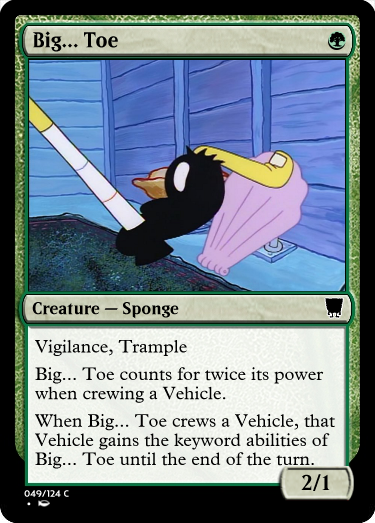 Big... Toe
Creature — Sponge
Vigilance, Trample
Big... Toe counts for twice its power
when crewing a Vehicle.
When Big... Toe crews a Vehicle, that
Vehicle gains the keyword abilities of
Big... Toe until the end of the turn.
2/1
049/124 C